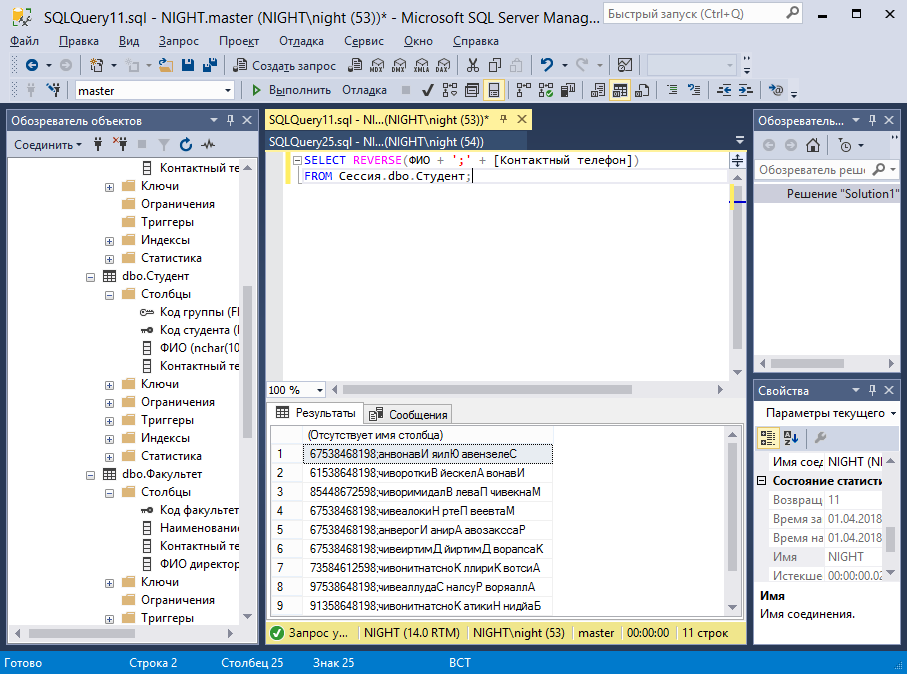 SQLQuery11.sql - NIGHT.master (NIGHT\night (53))* - Microsoft SQL Server Manag...
Быстрый запуск (Ctrl+Q)
Файл Правка Вид Запрос Проект Отладка Сервис Окно Справка
Создать запрос
MDX DMX XMLA DAX
master
Выполнить Отладка
Обозреватель объектов
Соединить
Контактный те
Ключи
Ограничения
Триггеры
Индексы
Статистика
dbo.Студент
Столбцы
Код группы (FI
Код студента (I
ФИО (nchar(10
Контактный те
Ключи
Ограничения
Триггеры
Индексы
Статистика
dbo.Факультет
Столбцы
Код факультет
Наименовани
Контактный те
ФИО директор
Ключи
Ограничения
Триггеры
SQLQuery11.sql - NI...(NIGHT\night (53))*
SQLQuery25.sql - NI...(NIGHT\night (54))
SELECT REVERSE(ФИО + ';' + [Контактный телефон])
FROM Сессия.dbo.Студент;
100 %
Результаты Сообщения
(Отсутствует имя столбца)
1 67538468198;анвонавИ яилЮ авензелеС
2 61538648198;чивороткиВ йескелА вонавИ
3 85448672598;чиворимидалВ леваП чивекнаМ
4 67538468198;чивеалокиН ртеП веевтаМ
5 67538468198;анверогИ анирА авозакссаР
6 67538468198;чивеиртимД йиртимД ворапсаК
7 73584612598;чивонитнатсноК ллириК вотсиА
8 97538648198;чивеаллудаС налсуР воряаллА
9 91358648198;чивонитнатсноК атикиН нидйаБ
Запрос у... NIGHT (14.0 RTM) NIGHT\night (53) master 00:00:00 11 строк
Обозреватель...
Обозреватель реше
Решение "Solution1"
Свойства
Параметры текущего
Имя соед NIGHT (NI
Состояние статисти
Возвращ 11
Время за 01.04.2018
Время на 01.04.2018
Имя NIGHT
Истекше 00:00:00.02
Имя
Имя соединения.
Готово Строка 2 Столбец 25 Знак 25 ВСТ